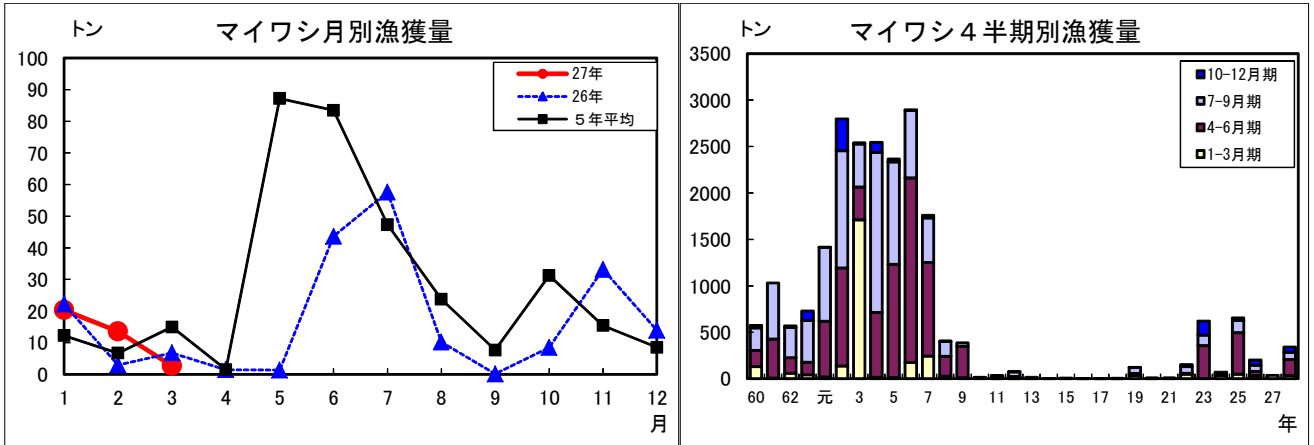 トン
マイワシ月別漁獲量
27年
26年
５年平均
100
90
80
70
60
50
40
30
20
10
0
1 2 3 4 5 6 7 8 9 10 11 12
月
トン
マイワシ４半期別漁獲量
10-12月期
7-9月期
4-6月期
1-3月期
3500
3000
2500
2000
1500
1000
500
0
60 62 元 3 5 7 9 11 13 15 17 19 21 23 25 27
年